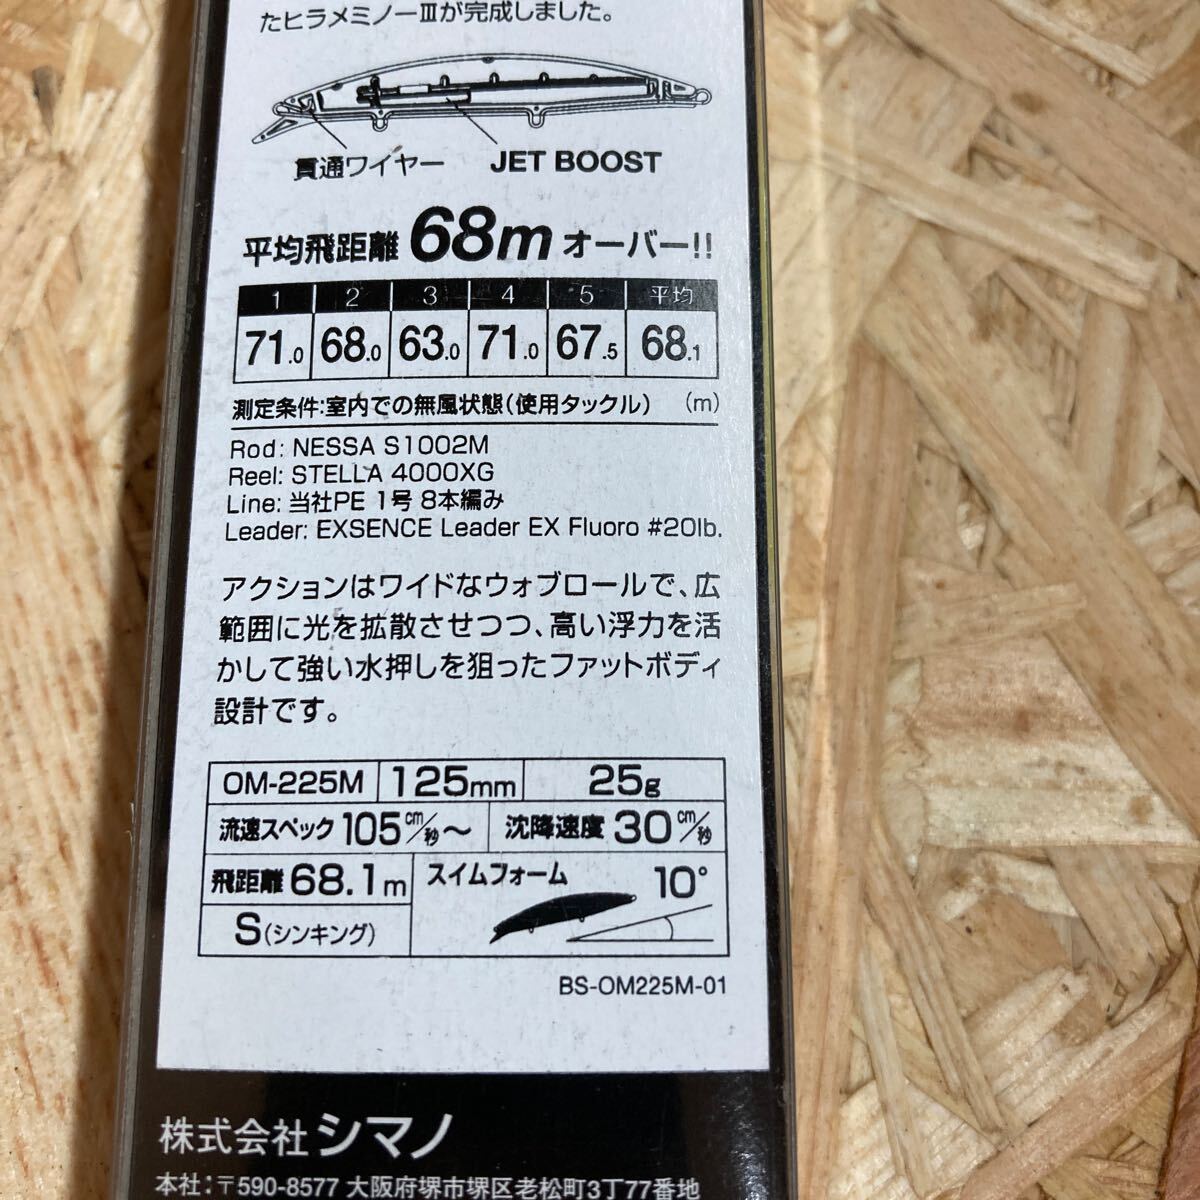 たヒラメミノーⅢが完成しました。
貫通ワイヤー JET BOOST
平均飛距離 68m オーバー!!
1 2 3 4 5 平均
71.0 68.0 63.0 71.0 67.5 68.1
測定条件:室内での無風状態(使用タックル) (m)
Rod: NESSA S1002M
Reel: STELLA 4000XG
Line: 当社PE 1号 8本編み
Leader: EXSENCE Leader EX Fluoro #20lb.
アクションはワイドなウォブロールで、広
範囲に光を拡散させつつ、高い浮力を活
かして強い水押しを狙ったファットボディ
設計です。
OM-225M 125mm 25g
流速スペック 105cm/秒〜 沈降速度 30cm/秒
飛距離 68.1m スイムフォーム 10°
S(シンキング)
BS-OM225M-01
株式会社 シマノ
本社:〒590-8577 大阪府堺市堺区老松町3丁77番地